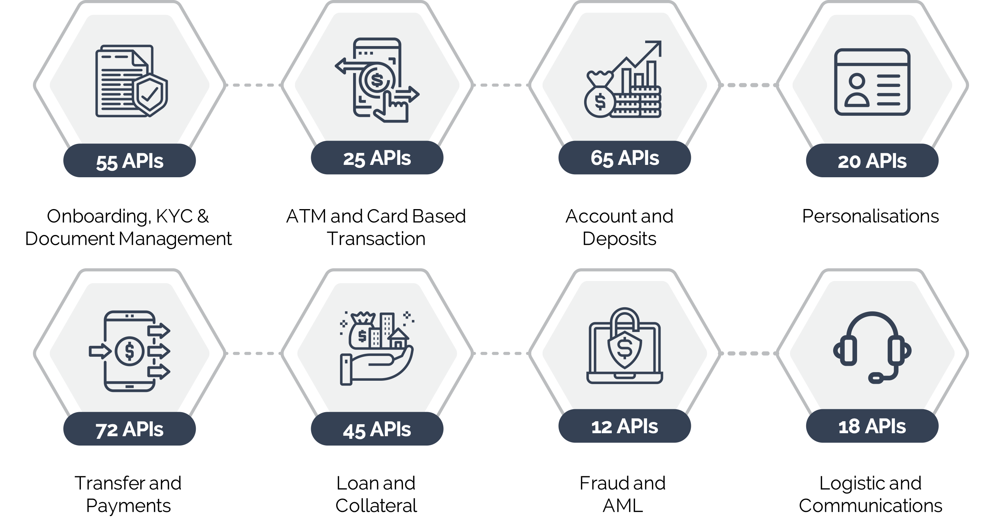 55 APIs
25 APIs
65 APIs
20 APIs
Onboarding, KYC &
Document Management
ATM and Card Based
Transaction
Account and
Deposits
Personalisations
72 APIs
45 APIs
12 APIs
18 APIs
Transfer and
Payments
Loan and
Collateral
Fraud and
AML
Logistic and
Communications